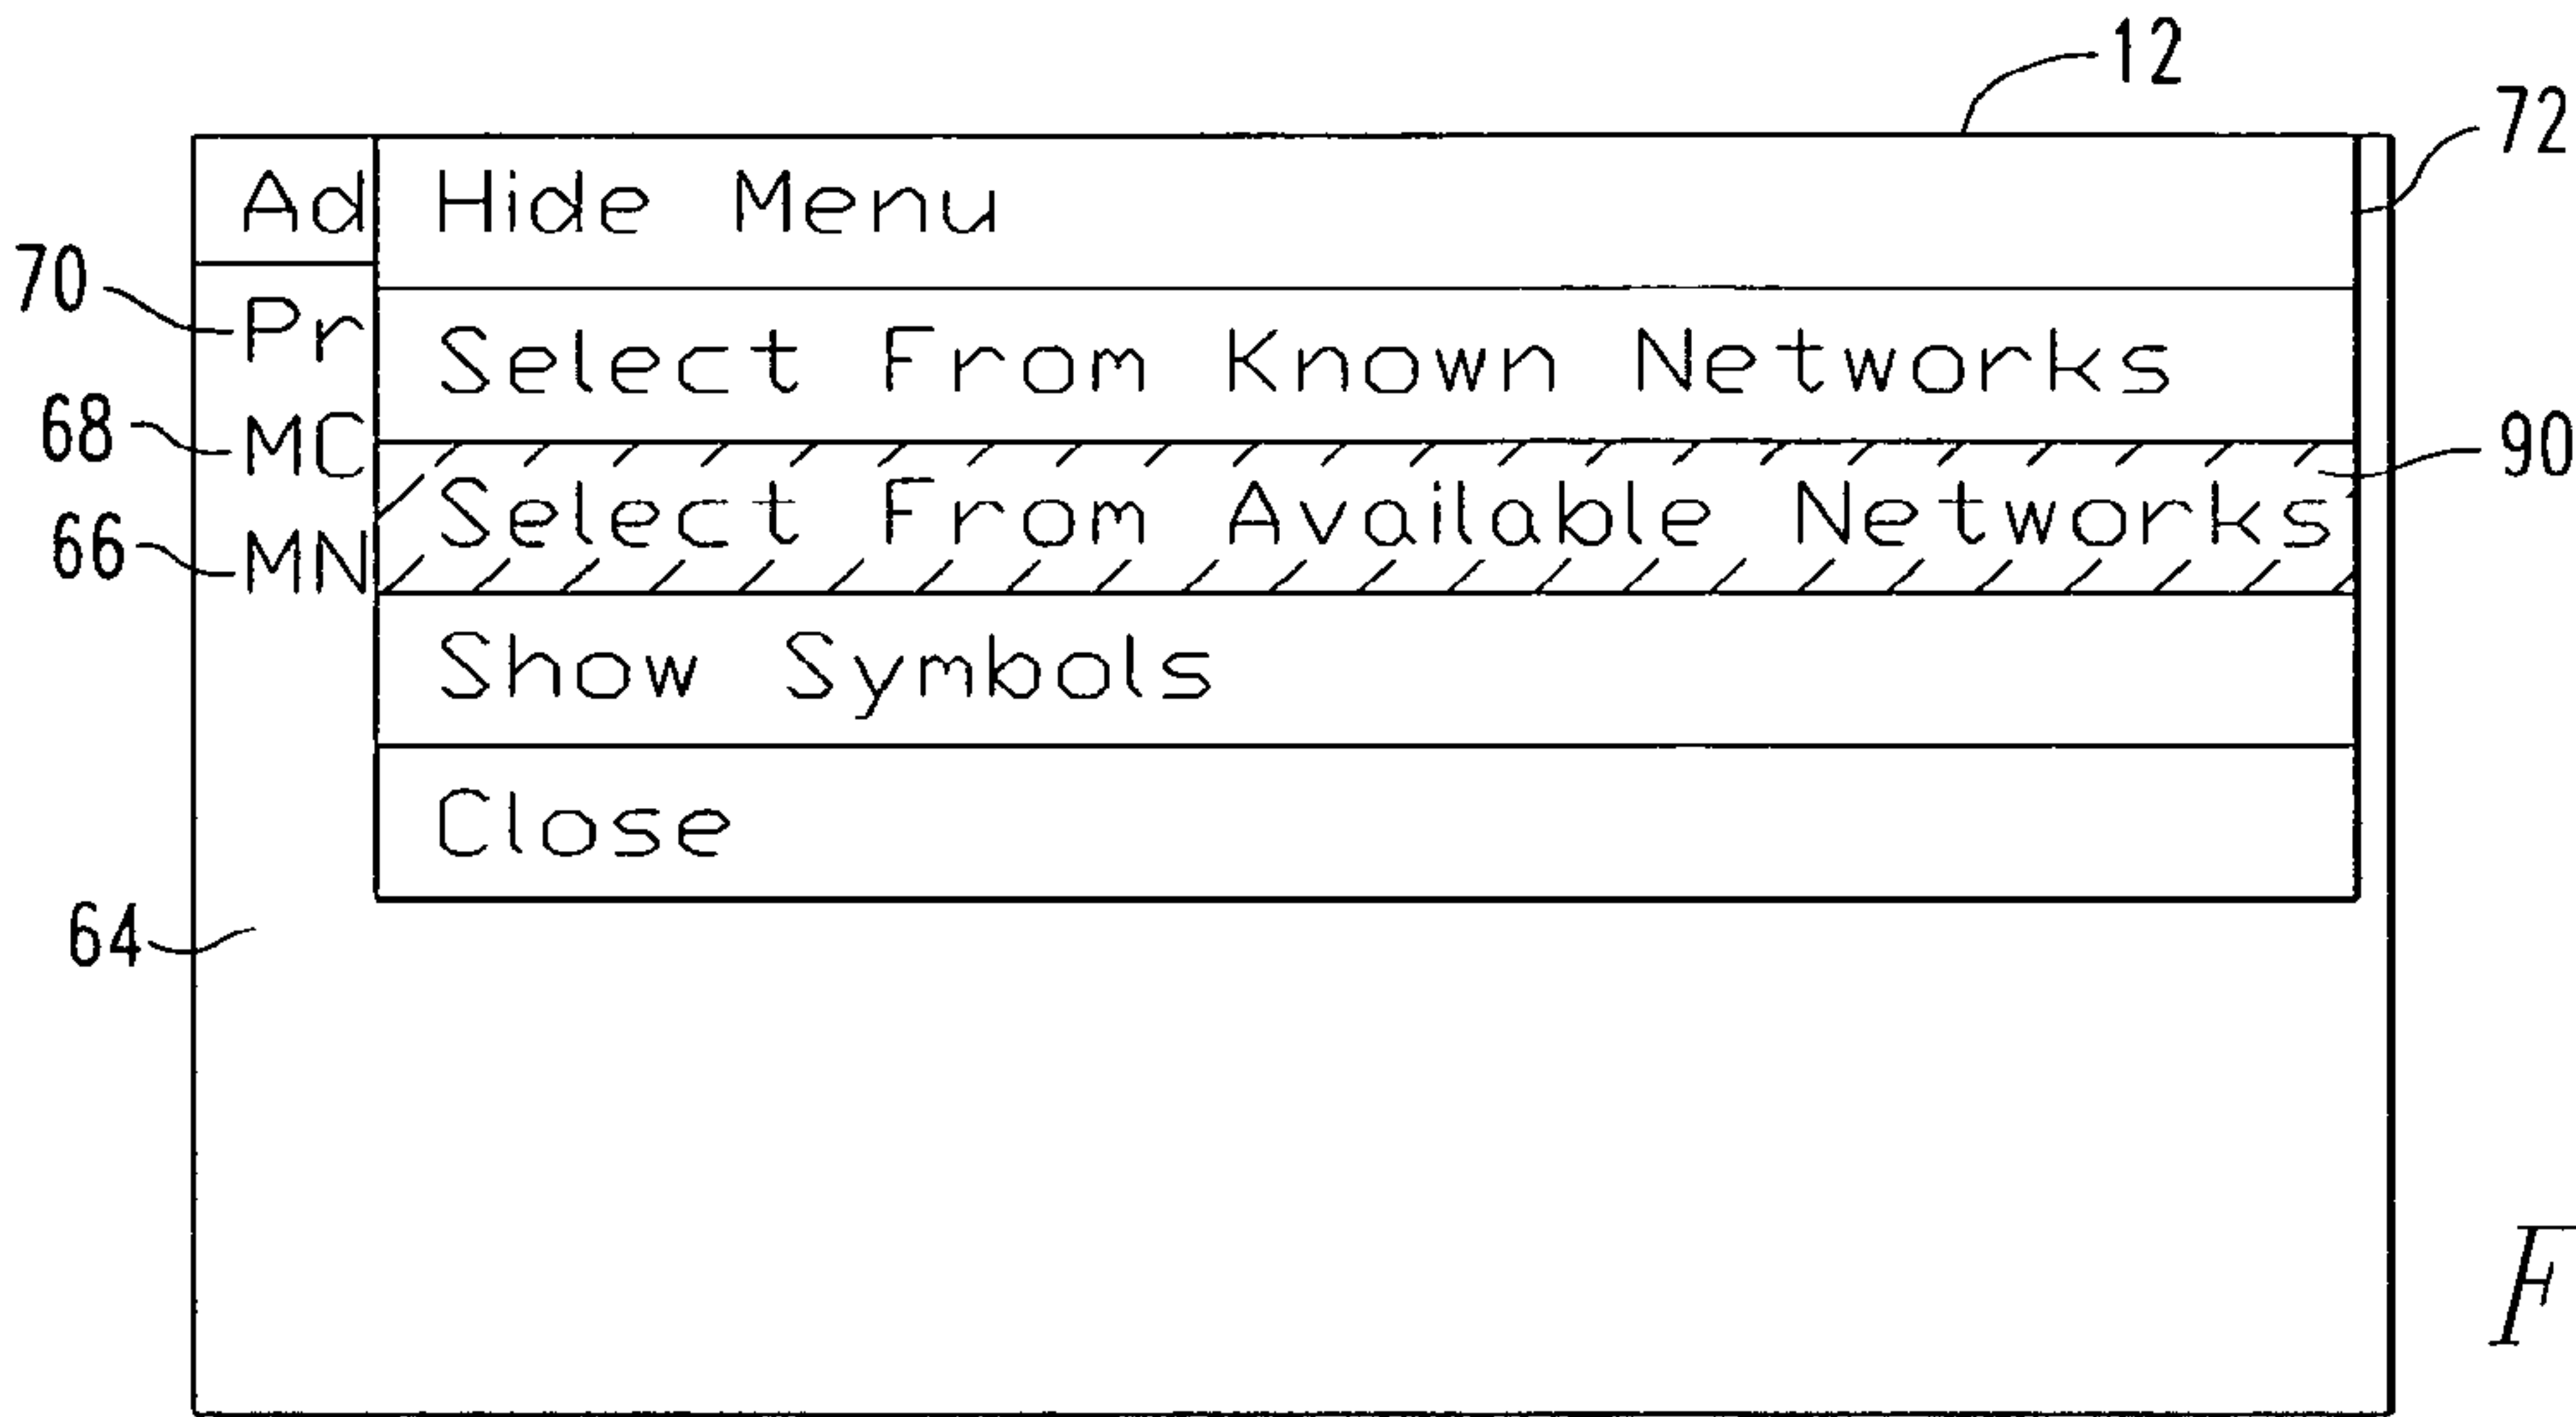 12
72
Ad Hide Menu
70 Pr
Select From Known Networks
68 MC
90
Select From Available Networks
66 MN
Show Symbols
Close
64
F